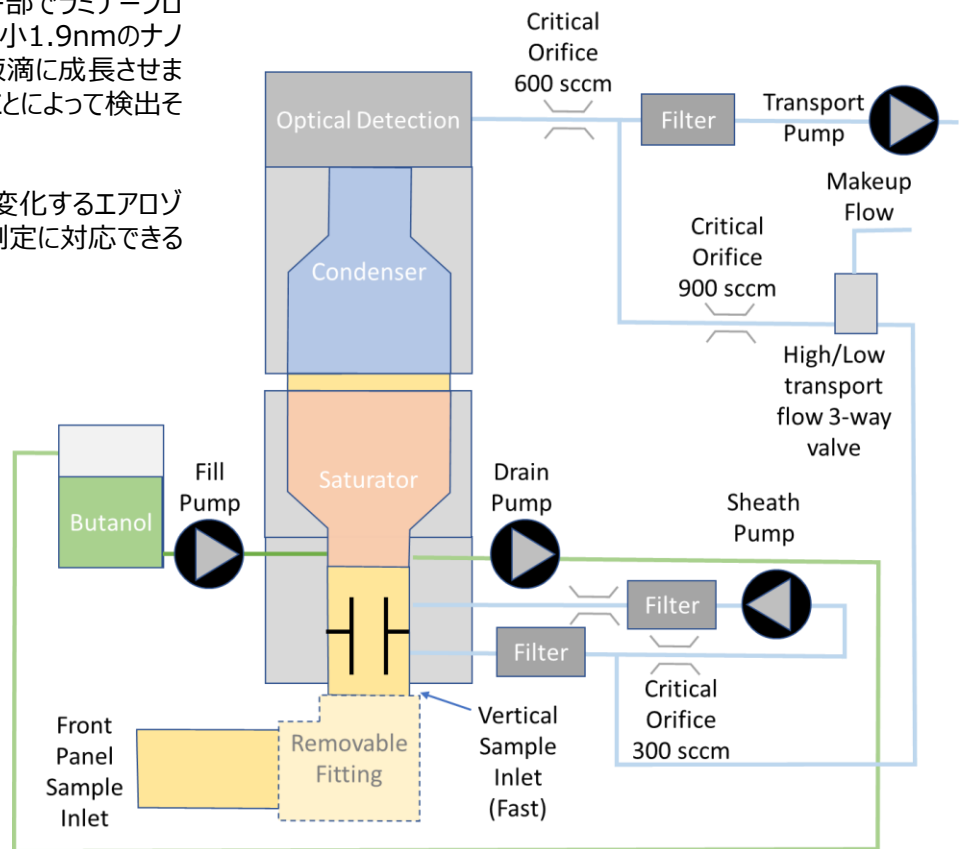 部でラミナーフロ
小1.9nmのナノ
液滴に成長させま
とによって検出そ
変化するエアロゾ
測定に対応できる
Critical
Orifice
600 sccm
Optical Detection
Filter
Transport
Pump
Makeup
Flow
Condenser
Critical
Orifice
900 sccm
High/Low
transport
flow 3-way
valve
Saturator
Butanol
Fill
Pump
Drain
Pump
Sheath
Pump
Filter
Filter
Critical
Orifice
300 sccm
Vertical
Sample
Inlet
(Fast)
Front
Panel
Sample
Inlet
Removable
Fitting